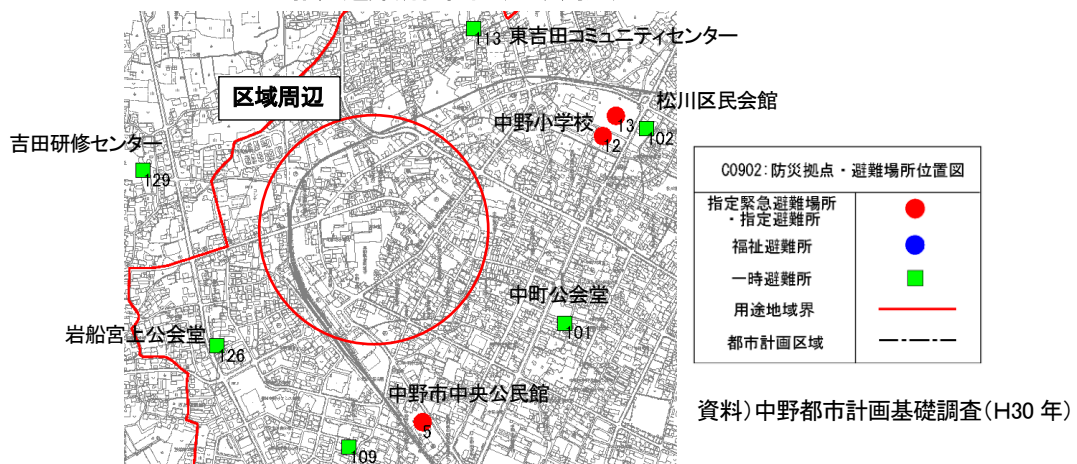 113 東吉田コミュニティセンター
区域周辺
松川区民会館
中野小学校
13
12
102
吉田研修センター
129
C0902:防災拠点・避難場所位置図
指定緊急避難場所
・指定避難所
福祉避難所
一時避難所
用途地域界
都市計画区域
中町公会堂
101
岩船宮上公会堂
126
中野市中央公民館
5
109
資料)中野都市計画基礎調査(H30 年)